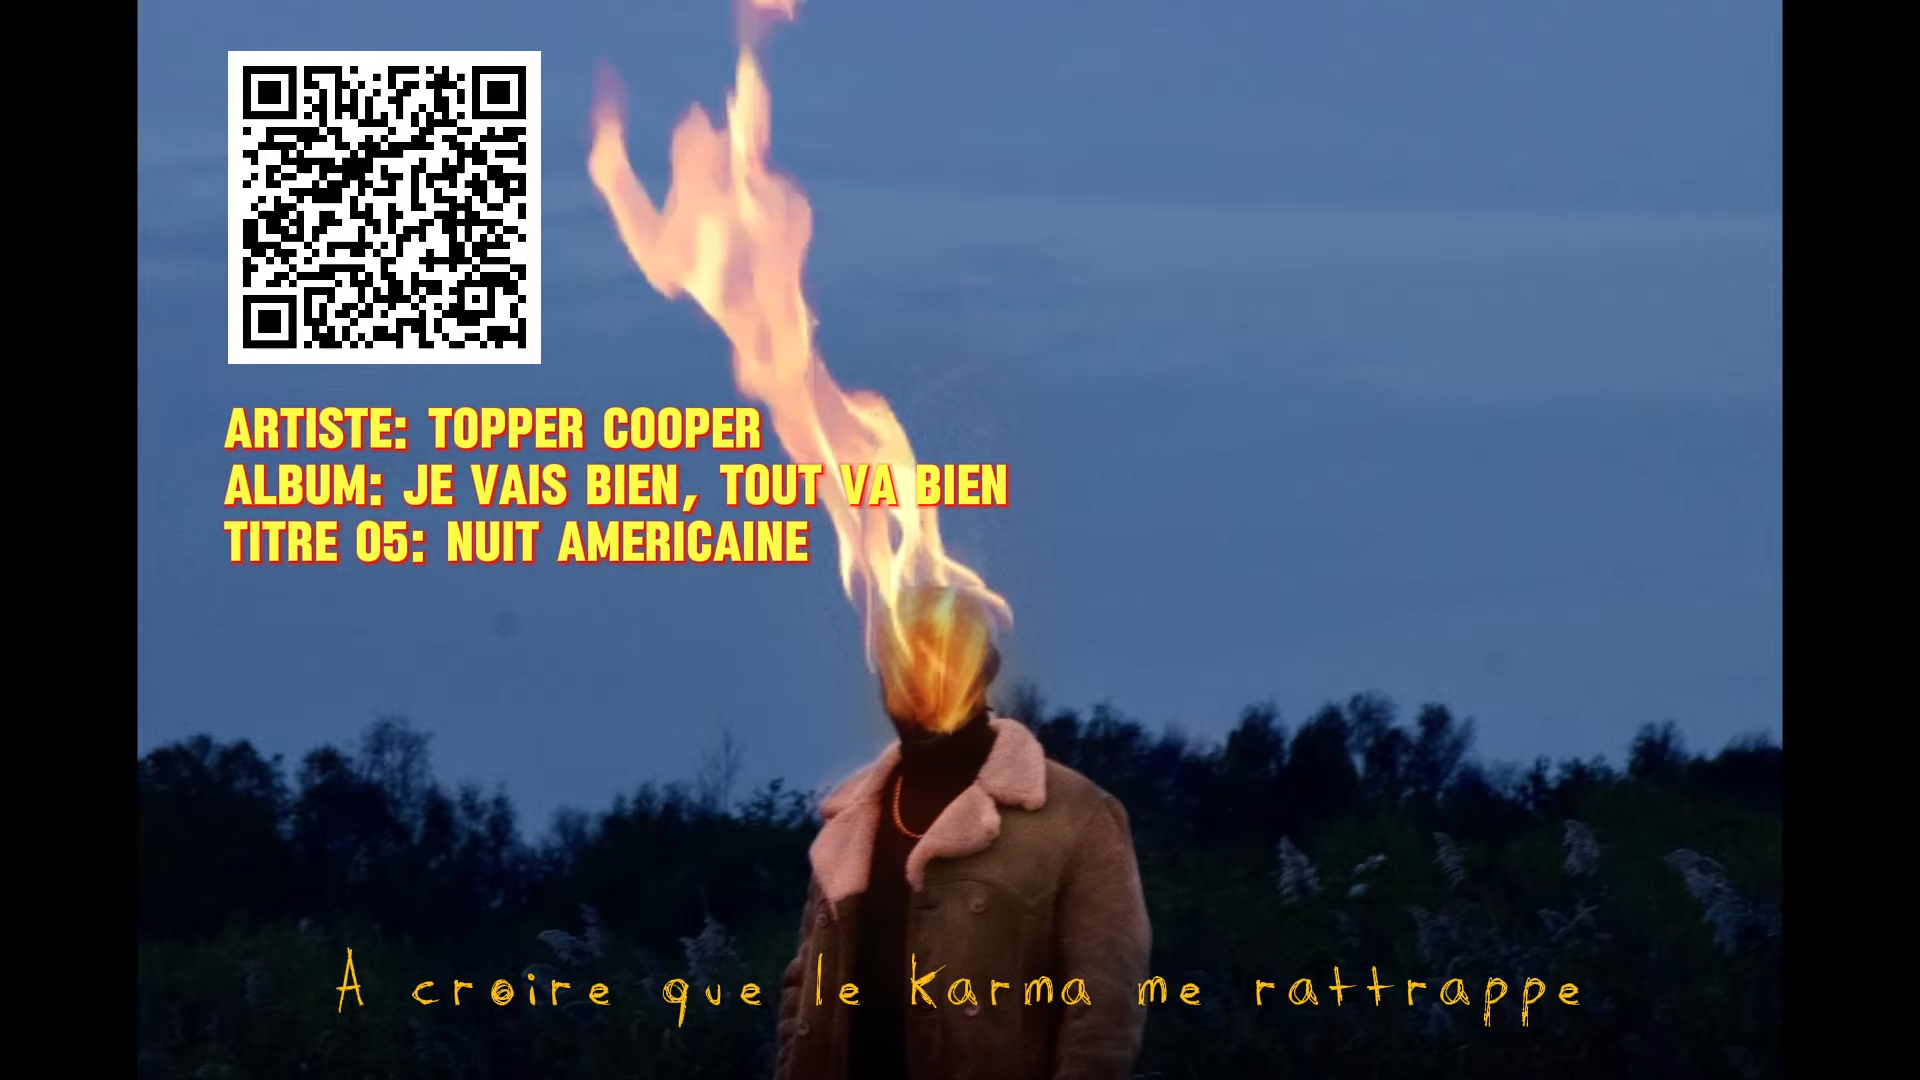 ARTISTE: TOPPER COOPER
ALBUM: JE VAIS BIEN, TOUT VA BIEN
TITRE 05: NUIT AMERICAINE
A croire que le karma me rattrappe